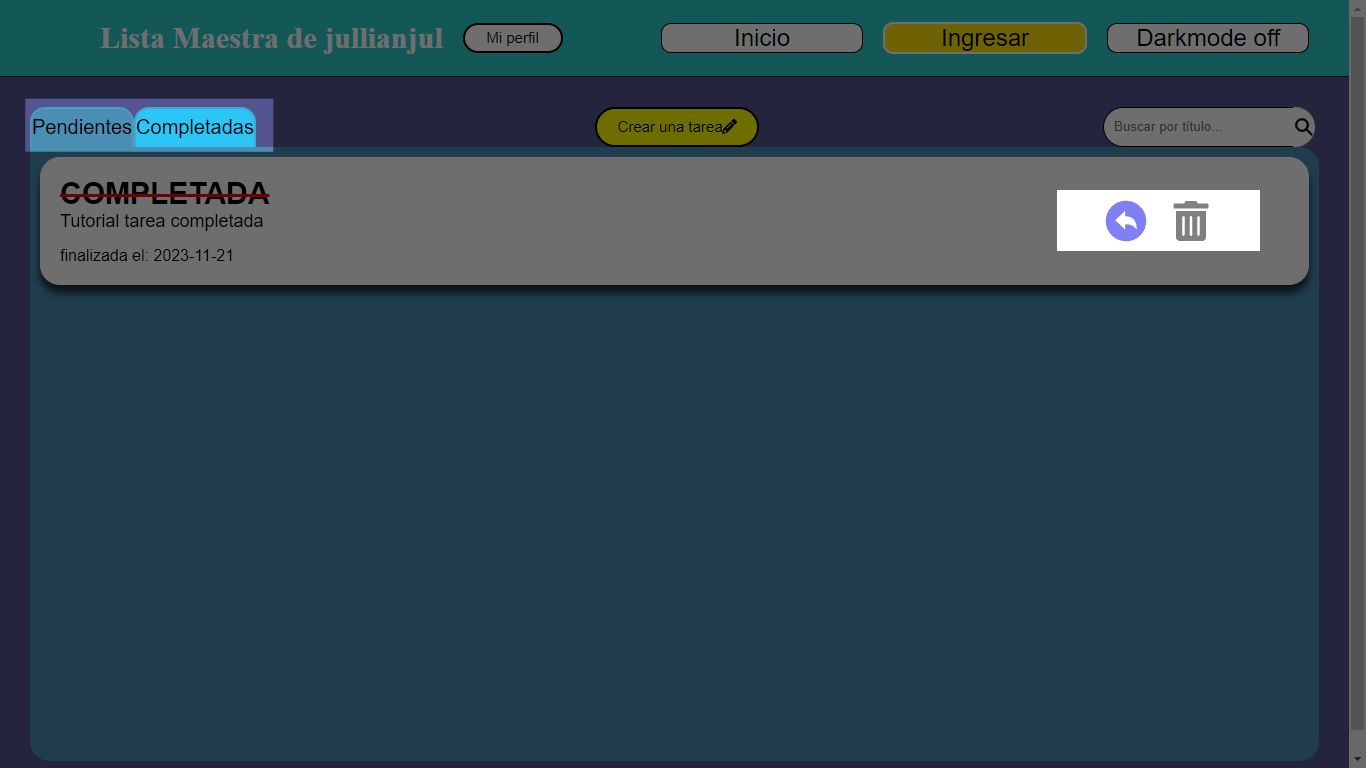 Lista Maestra de jullianjul
Mi perfil
Inicio
Ingresar
Darkmode off
Pendientes
Completadas
Crear una tarea
Buscar por título...
COMPLETADA
Tutorial tarea completada
finalizada el: 2023-11-21